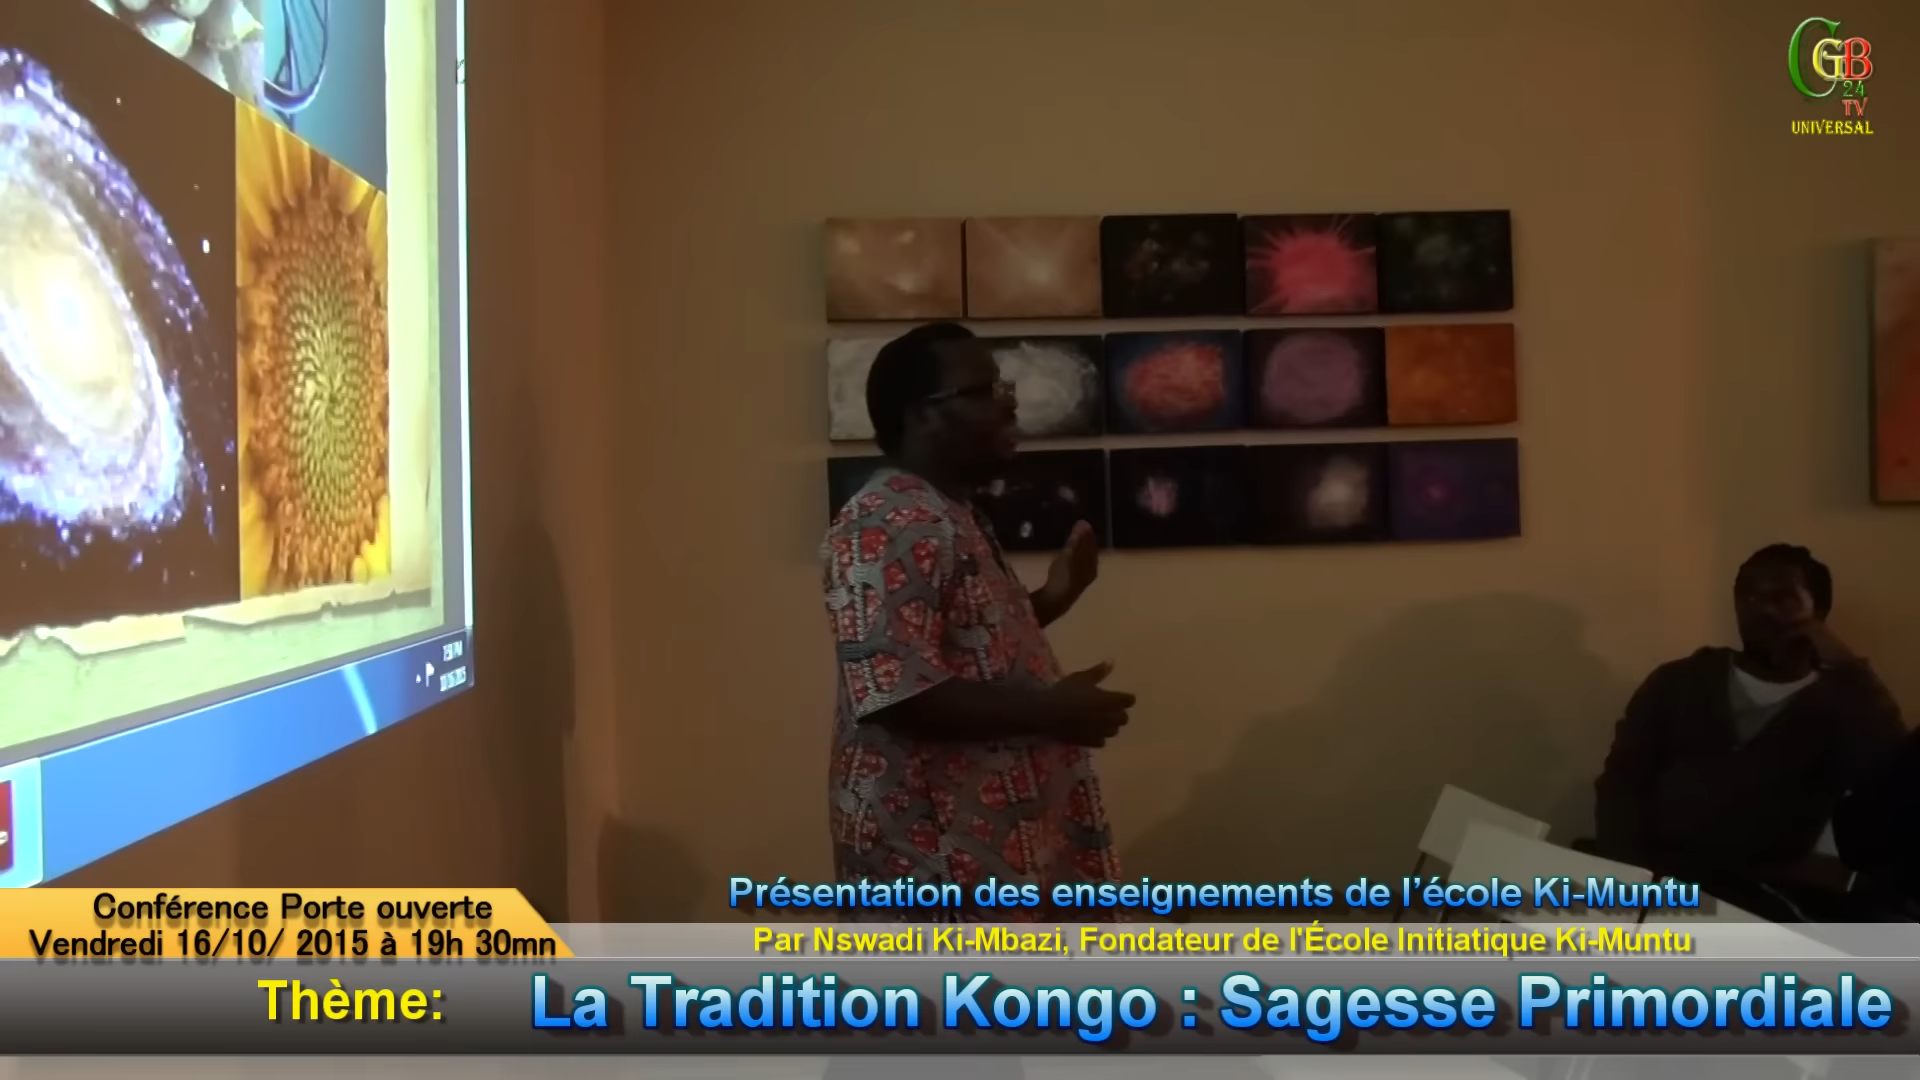 CGB
24
TV
UNIVERSAL
Conférence Porte ouverte
Vendredi 16/10/ 2015 à 19h 30mn
Présentation des enseignements de l’école Ki-Muntu
Par Nswadi Ki-Mbazi, Fondateur de l'École Initiatique Ki-Muntu
Thème: La Tradition Kongo : Sagesse Primordiale